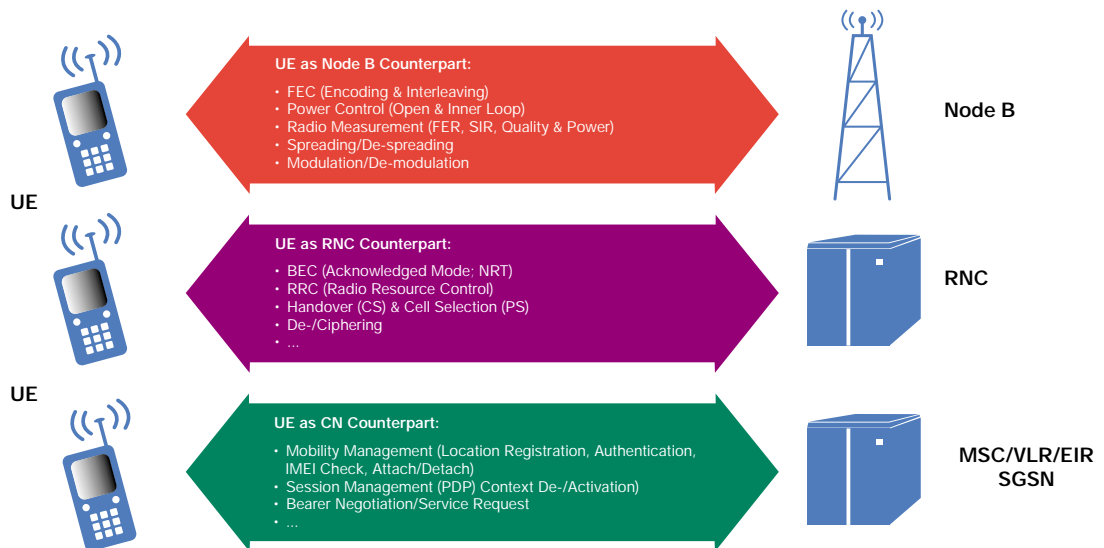 UE as Node B Counterpart:
• FEC (Encoding & Interleaving)
• Power Control (Open & Inner Loop)
• Radio Measurement (FER, SIR, Quality & Power)
• Spreading/De-spreading
• Modulation/De-modulation
Node B
UE
UE as RNC Counterpart:
• BEC (Acknowledged Mode; NRT)
• RRC (Radio Resource Control)
• Handover (CS) & Cell Selection (PS)
• De-/Ciphering
• ...
RNC
UE
UE as CN Counterpart:
• Mobility Management (Location Registration, Authentication,
IMEI Check, Attach/Detach)
• Session Management (PDP) Context De-/Activation)
• Bearer Negotiation/Service Request
• ...
MSC/VLR/EIR
SGSN